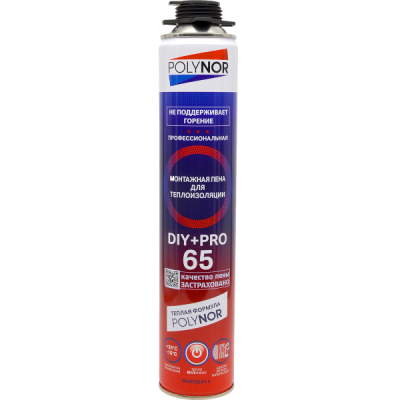 POLYNOR
НЕ ПОДДЕРЖИВАЕТ
ГОРЕНИЕ
ПРОФЕССИОНАЛЬНАЯ
МОНТАЖНАЯ ПЕНА
ДЛЯ
ТЕПЛОИЗОЛЯЦИИ
DIY+PRO
65
качество пены
ЗАСТРАХОВАНО
ТЕПЛАЯ ФОРМУЛА
POLYNOR